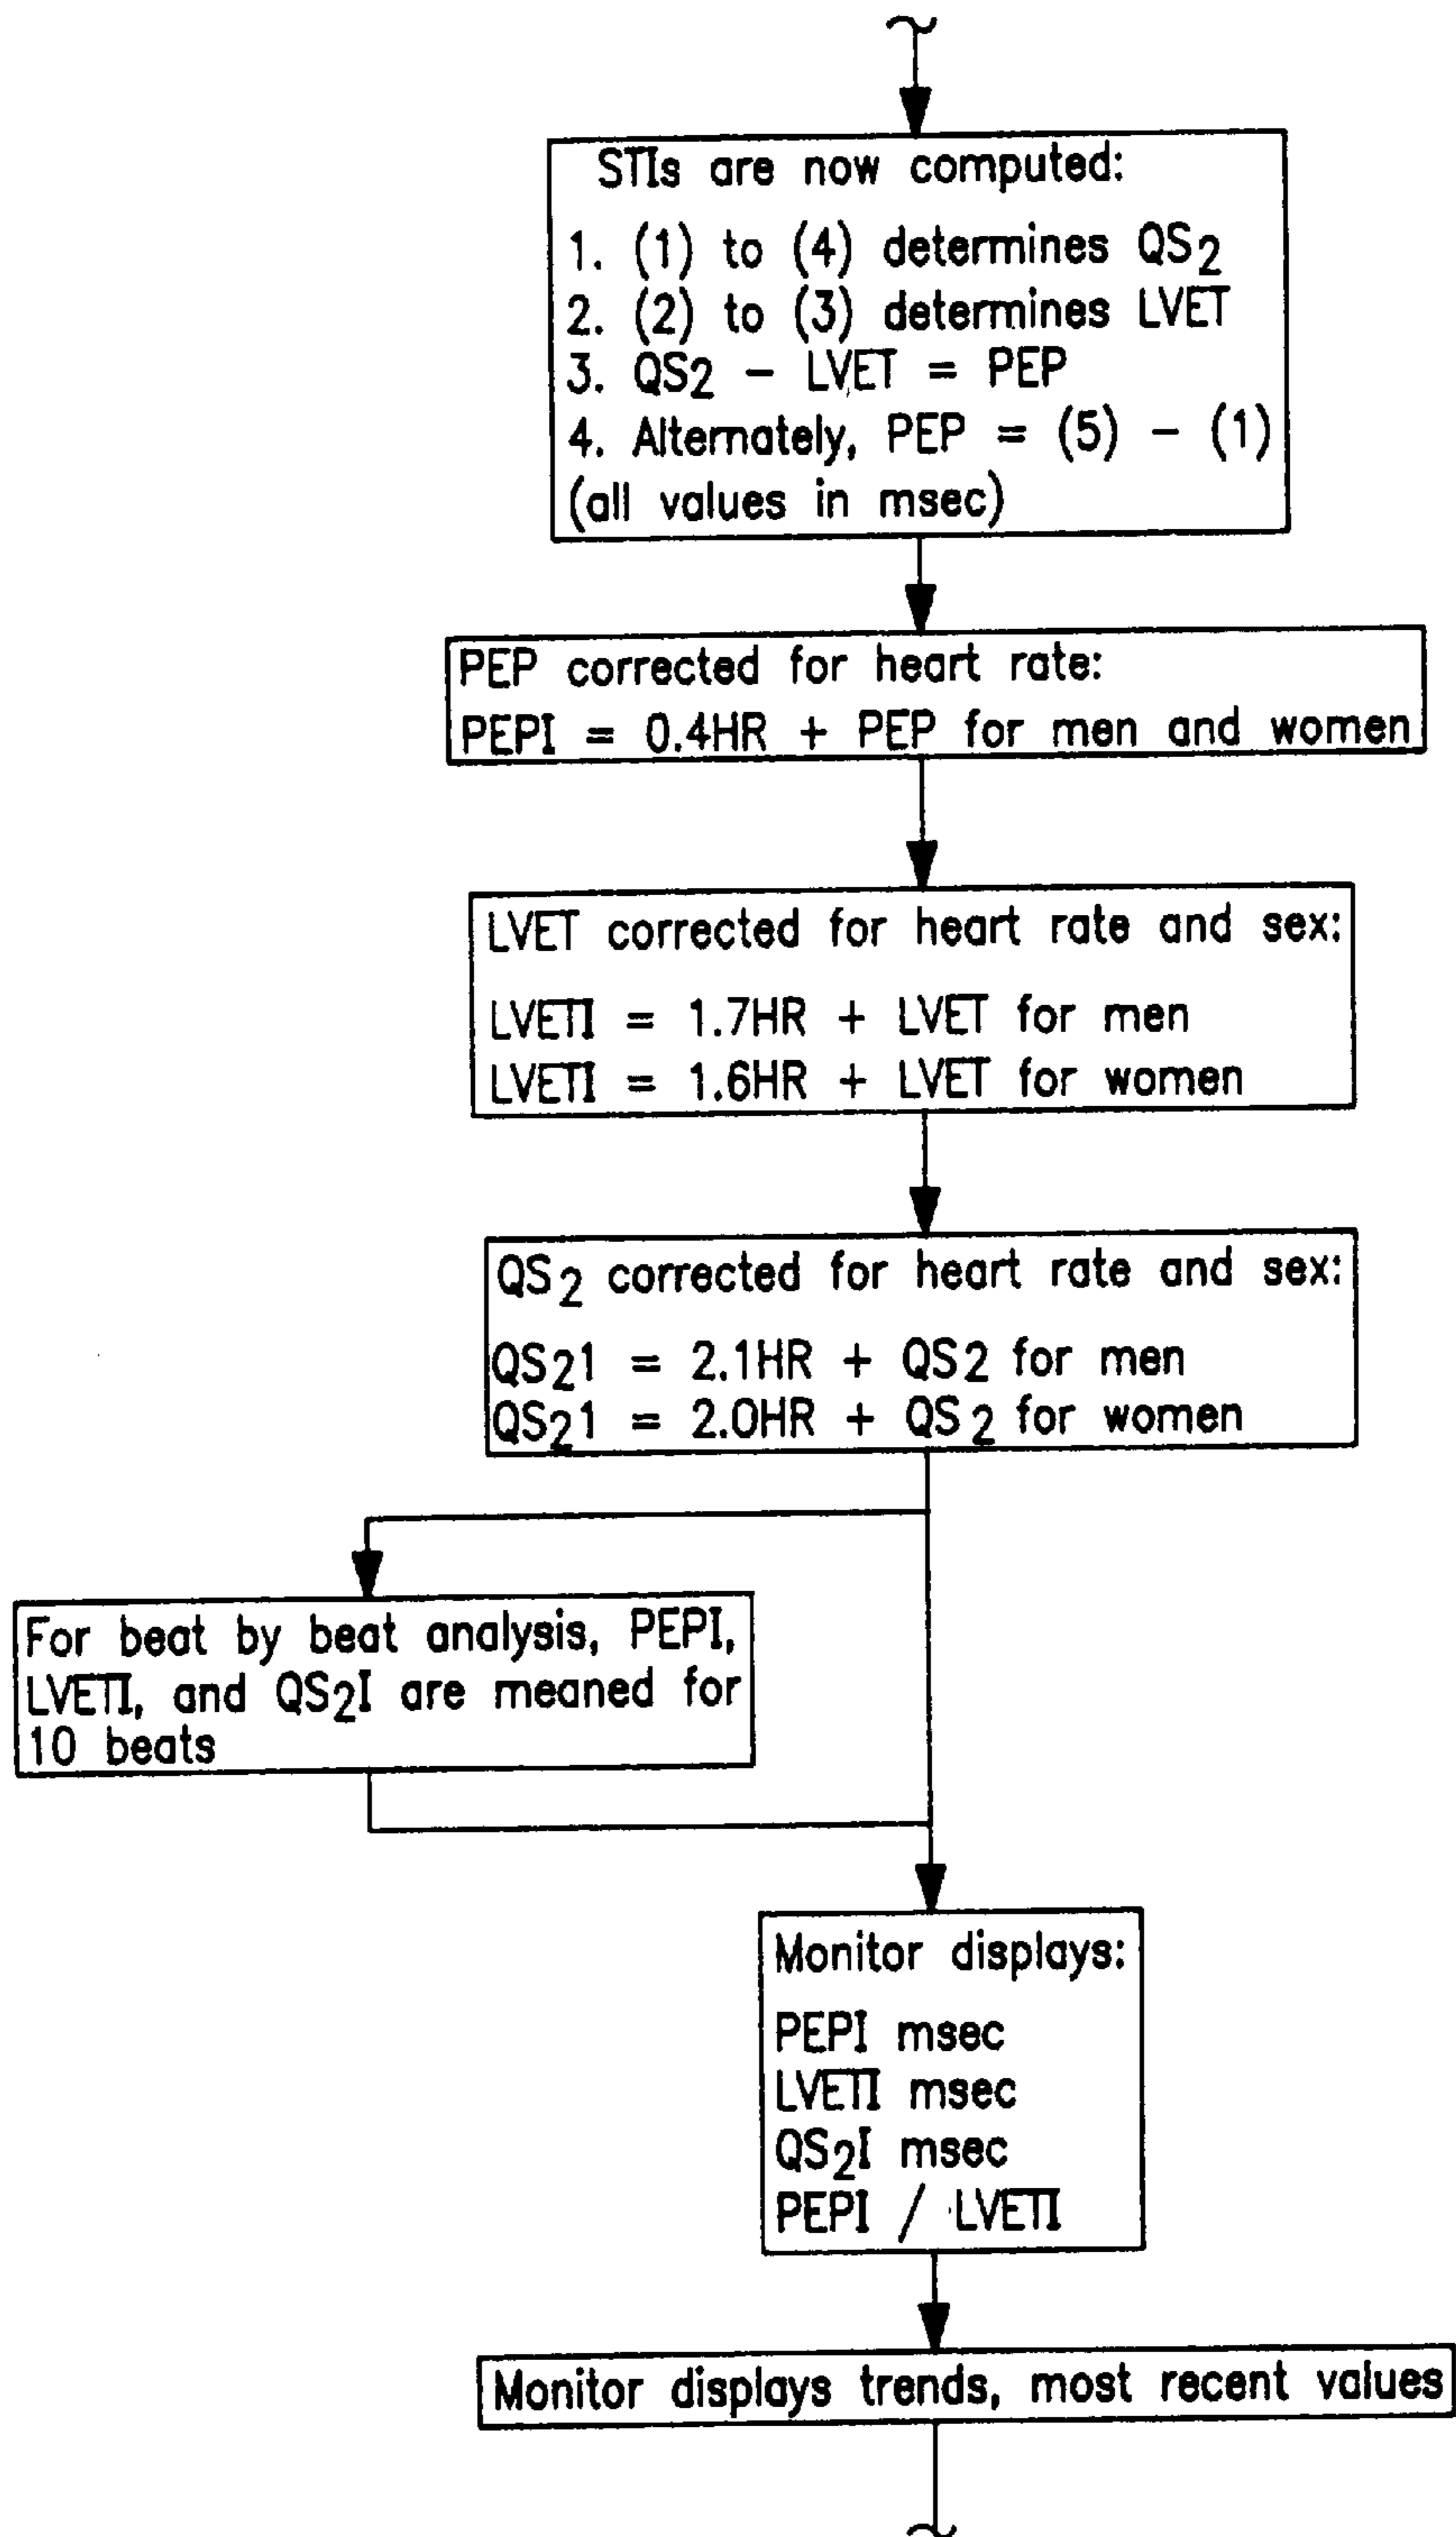 STIs are now computed:
1. (1) to (4) determines QS2
2. (2) to (3) determines LVET
3. QS2 - LVET = PEP
4. Alternately, PEP = (5) - (1)
(all values in msec)
PEP corrected for heart rate:
PEPI = 0.4HR + PEP for men and women
LVET corrected for heart rate and sex:
LVETI = 1.7HR + LVET for men
LVETI = 1.6HR + LVET for women
QS2 corrected for heart rate and sex:
QS21 = 2.1HR + QS2 for men
QS21 = 2.0HR + QS2 for women
For beat by beat analysis, PEPI,
LVETI, and QS2I are meaned for
10 beats
Monitor displays:
PEPI msec
LVETI msec
QS2I msec
PEPI / LVETI
Monitor displays trends, most recent values